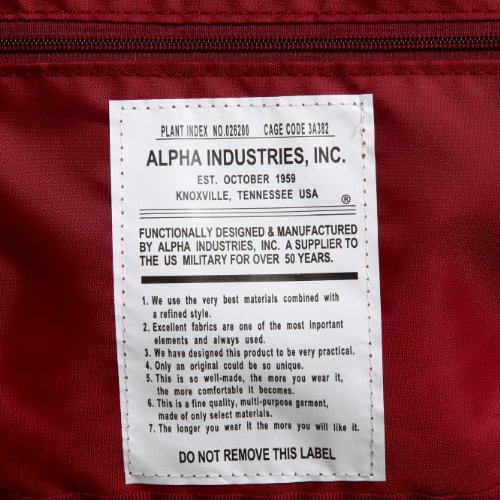 PLANT INDEX NO.026200 CAGE CODE 3A382
ALPHA INDUSTRIES, INC.
EST. OCTOBER 1959
KNOXVILLE, TENNESSEE USA ®
FUNCTIONALLY DESIGNED & MANUFACTURED
BY ALPHA INDUSTRIES, INC. A SUPPLIER TO
THE US MILITARY FOR OVER 50 YEARS.
1. We use the very best materials combined with
a refined style.
2. Excellent fabrics are one of the most important
elements and always used.
3. We have designed this product to be very practical.
4. Only an original could be so unique.
5. This is so well-made, the more you wear it,
the more comfortable it becomes.
6. This is a fine quality, multi-purpose garment,
made of only select materials.
7. The longer you wear it the more you will like it.
DO NOT REMOVE THIS LABEL